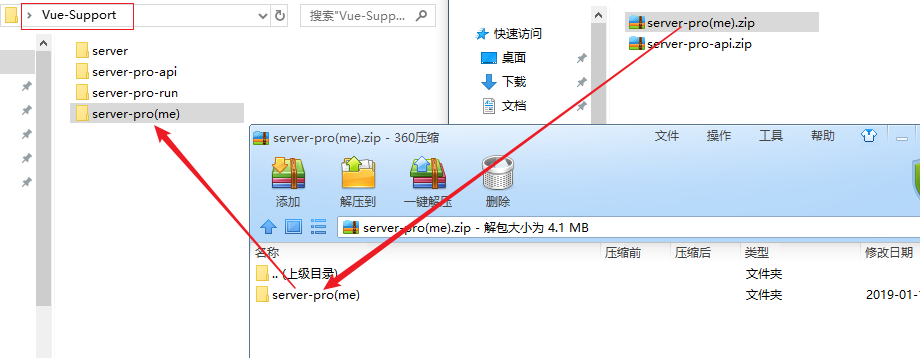 Vue-Support
搜索"Vue-Supp...
server
server-pro-api
server-pro-run
server-pro(me)
快速访问
桌面
下载
文档
server-pro(me).zip
server-pro-api.zip
server-pro(me).zip - 360压缩
文件
操作
工具
帮助
添加
解压到
一键解压
删除
server-pro(me).zip - 解包大小为 4.1 MB
名称
压缩前
压缩后
类型
修改日期
.. (上级目录)
文件夹
server-pro(me)
文件夹
2019-01-1